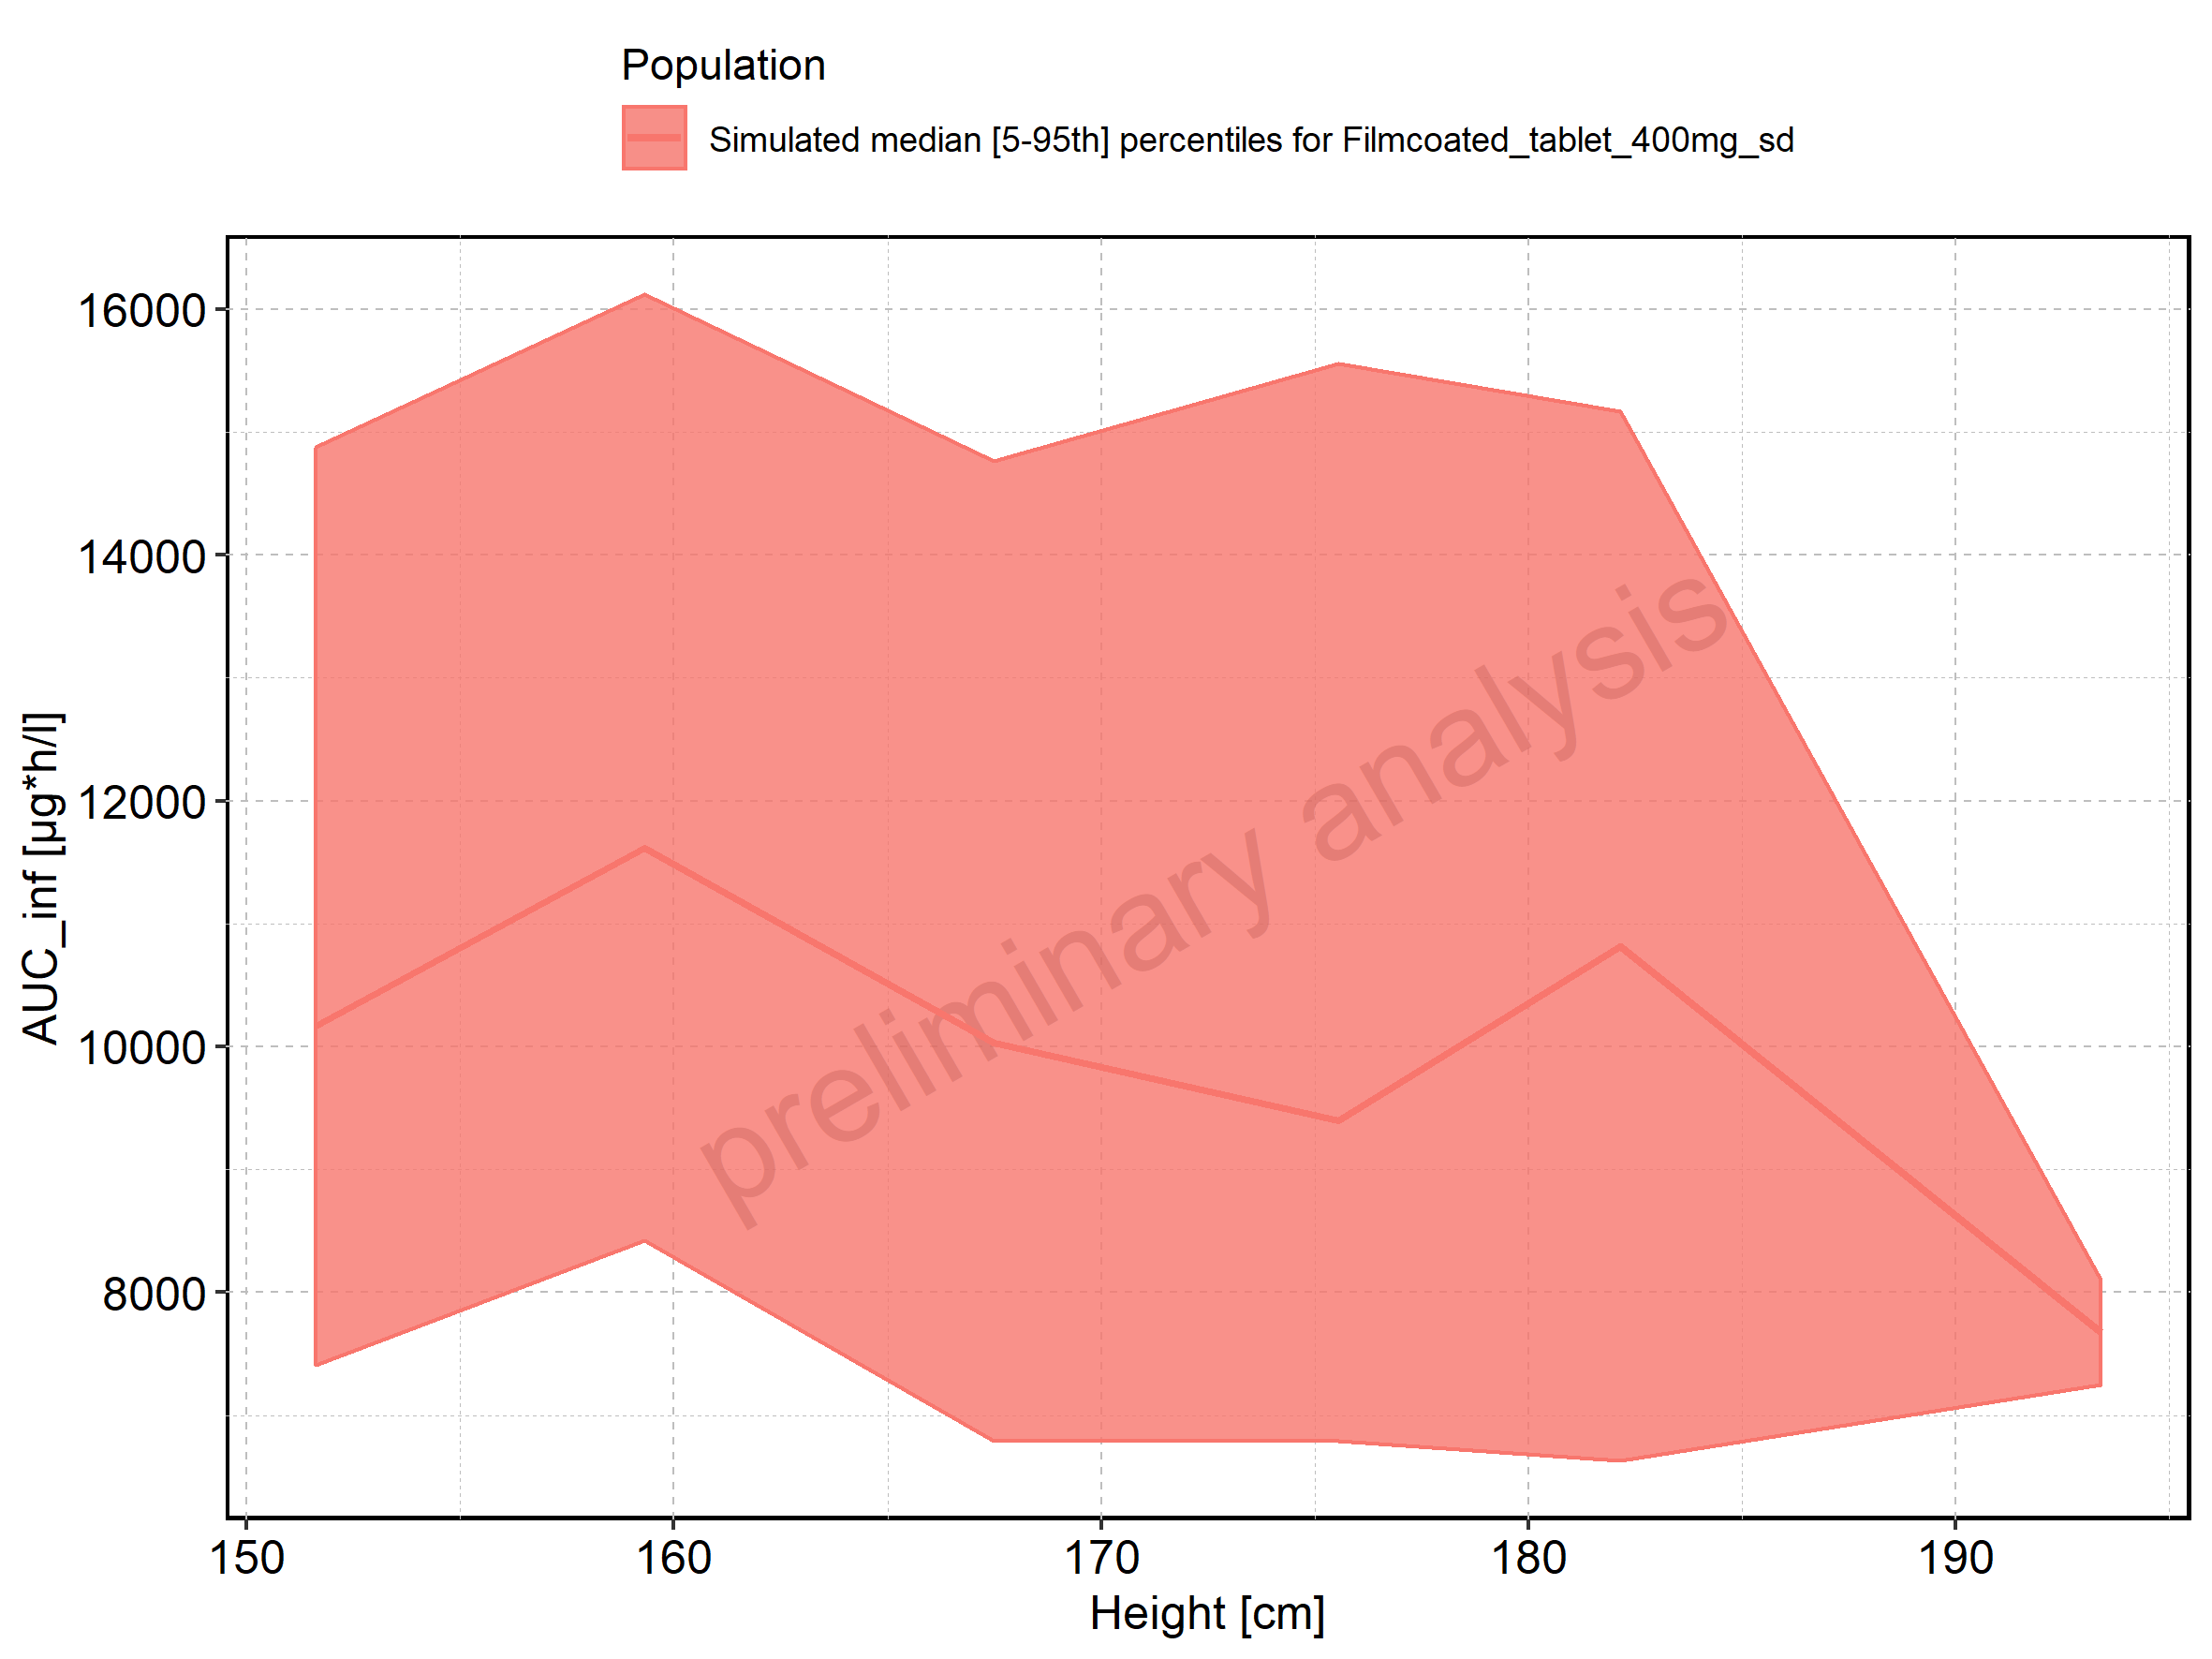 Population
Simulated median [5-95th] percentiles for Filmcoated_tablet_400mg_sd
16000
14000
12000
10000
8000
AUC_inf [µg*h/l]
preliminary analysis
150 160 170 180 190
Height [cm]